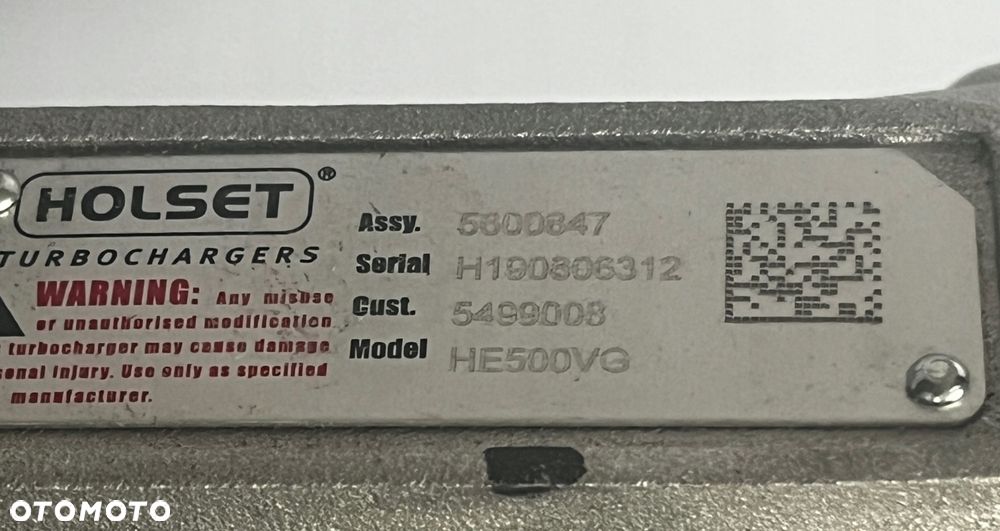 HOLSET®
TURBOCHARGERS
WARNING: Any misuse
or unauthorised modification
turbocharger may cause damage
sonal injury. Use only as specified
manufacturer.
Assy. 5600847
Serial H190806312
Cust. 5499008
Model HE500VG
OTOMOTO